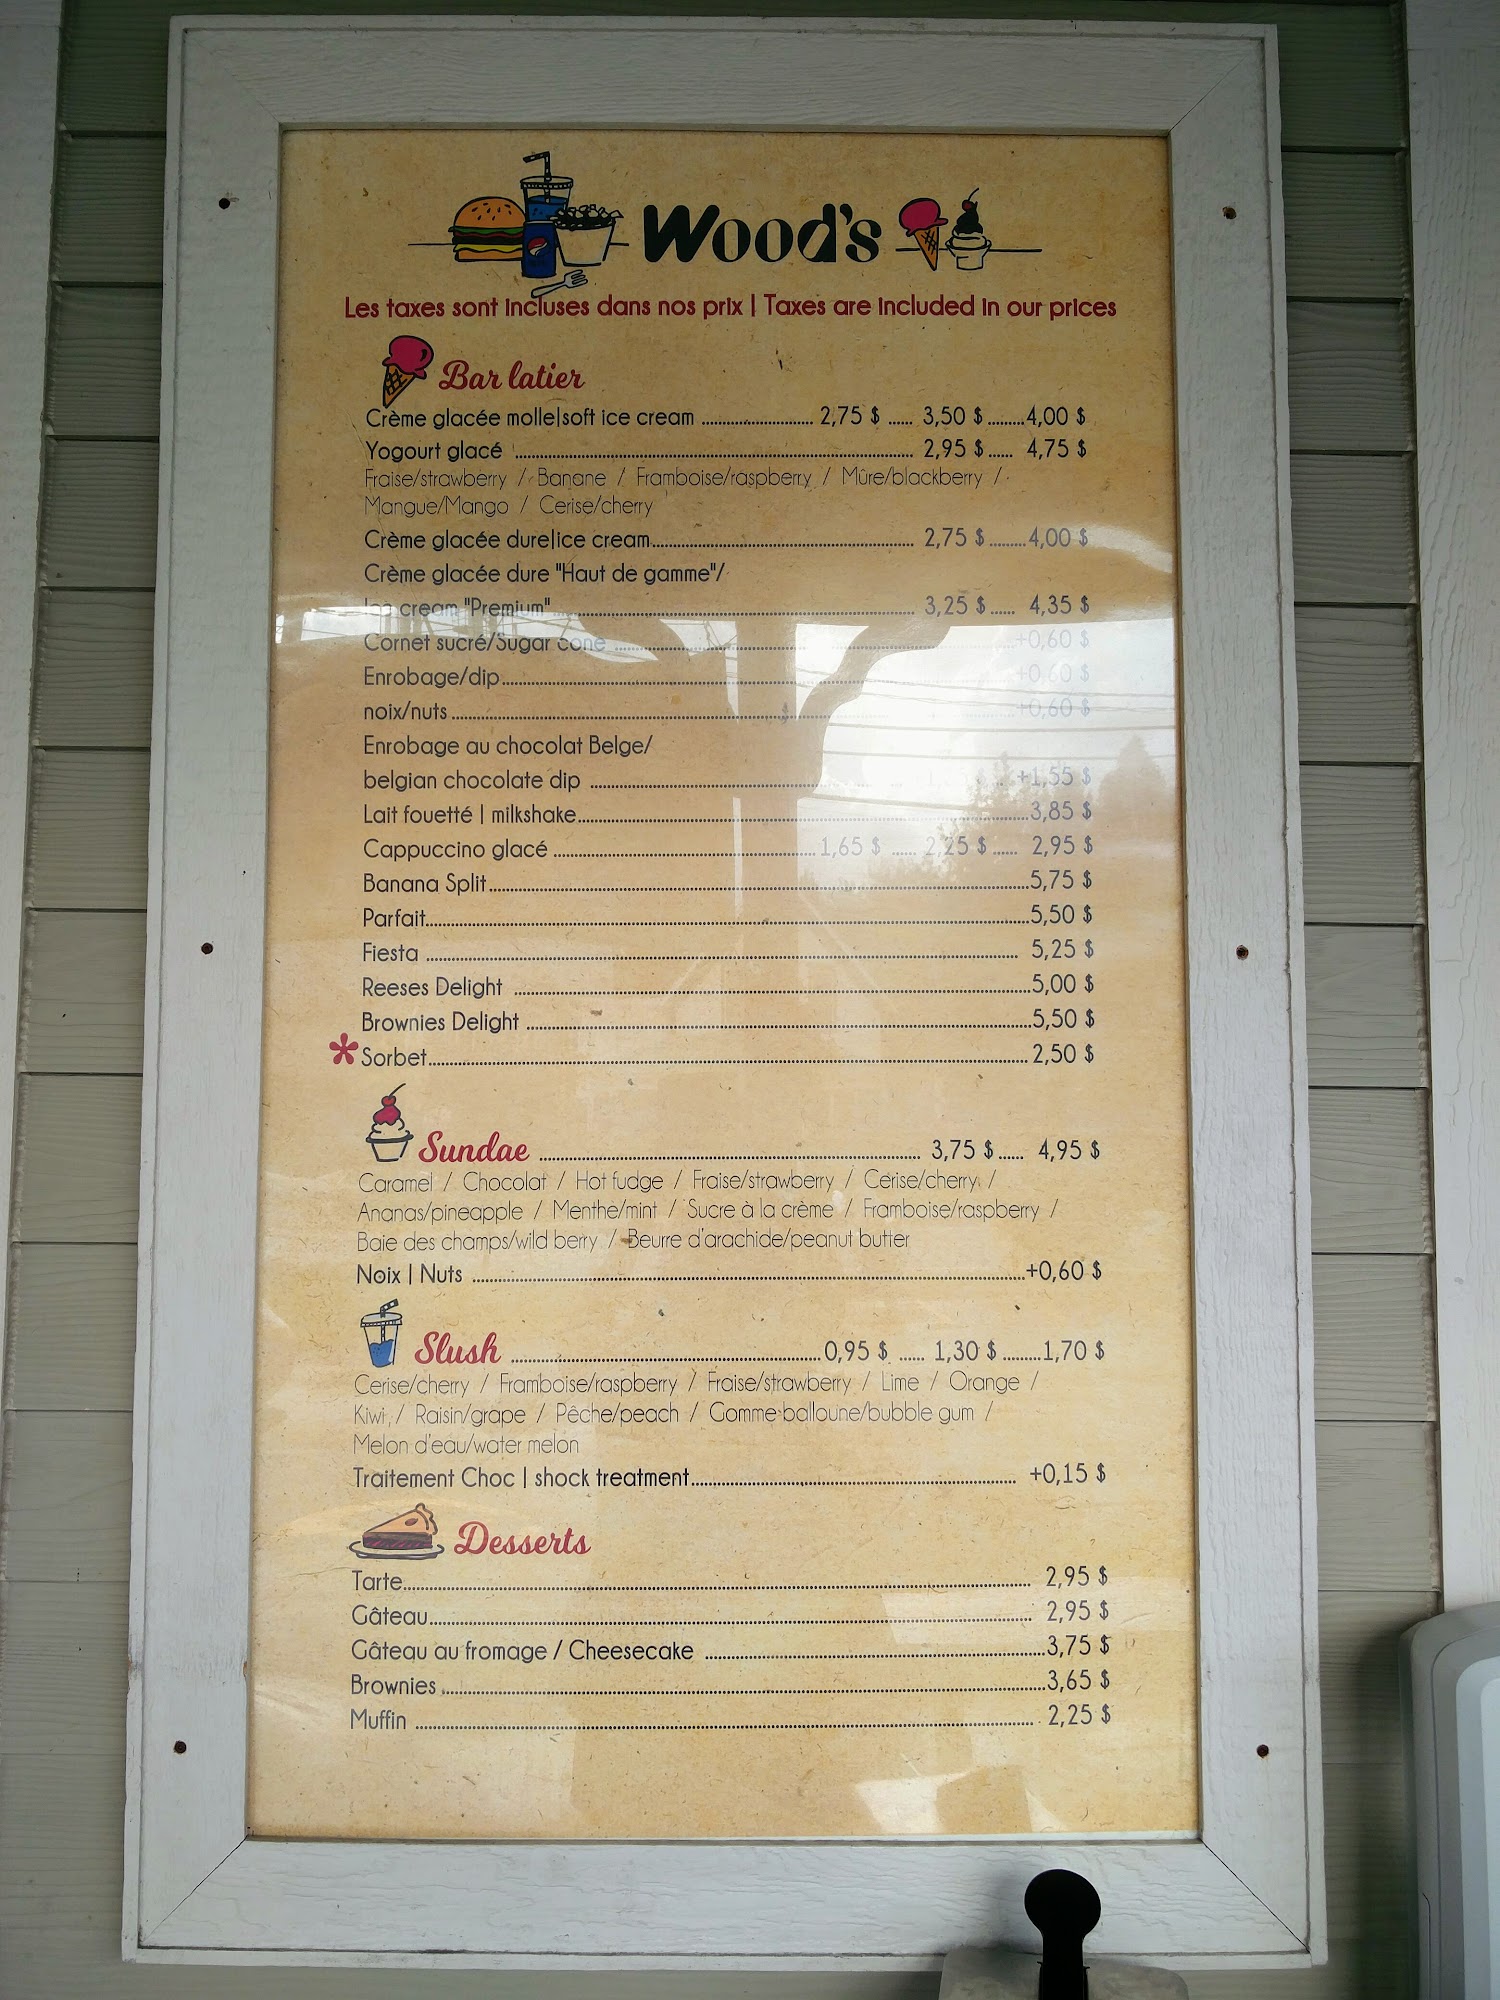 Wood's
Les taxes sont incluses dans nos prix | Taxes are included in our prices
Bar latier
Crème glacée molle|soft ice cream ........ 2,75 $ ...... 3,50 $ ......... 4,00 $
Yogourt glacé ........ 2,95 $ ...... 4,75 $
Fraise/strawberry / Banane / Framboise/raspberry / Mûre/blackberry /
Mangue/Mango / Cerise/cherry
Crème glacée dure|ice cream ........ 2,75 $ ......... 4,00 $
Crème glacée dure "Haut de gamme"/
Ice cream "Premium" ........ 3,25 $ ...... 4,35 $
Cornet sucré/Sugar cone ........ +0,60 $
Enrobage/dip ........ +0,60 $
noix/nuts ........ +0,60 $
Enrobage au chocolat Belge/
belgian chocolate dip ........ +1,55 $
Lait fouetté | milkshake ........ 3,85 $
Cappuccino glacé ........ 1,65 $ ...... 2,25 $ ...... 2,95 $
Banana Split ........ 5,75 $
Parfait ........ 5,50 $
Fiesta ........ 5,25 $
Reeses Delight ........ 5,00 $
Brownies Delight ........ 5,50 $
*Sorbet ........ 2,50 $
Sundae ........ 3,75 $ ...... 4,95 $
Caramel / Chocolat / Hot fudge / Fraise/strawberry / Cerise/cherry /
Ananas/pineapple / Menthe/mint / Sucre à la crème / Framboise/raspberry /
Baie des champs/wild berry / Beurre d'arachide/peanut butter
Noix | Nuts ........ +0,60 $
Slush ........ 0,95 $ ...... 1,30 $ ......... 1,70 $
Cerise/cherry / Framboise/raspberry / Fraise/strawberry / Lime / Orange /
Kiwi / Raisin/grape / Pêche/peach / Gomme balloune/bubble gum /
Melon d'eau/water melon
Traitement Choc | shock treatment ........ +0,15 $
Desserts
Tarte ........ 2,95 $
Gâteau ........ 2,95 $
Gâteau au fromage / Cheesecake ........ 3,75 $
Brownies ........ 3,65 $
Muffin ........ 2,25 $